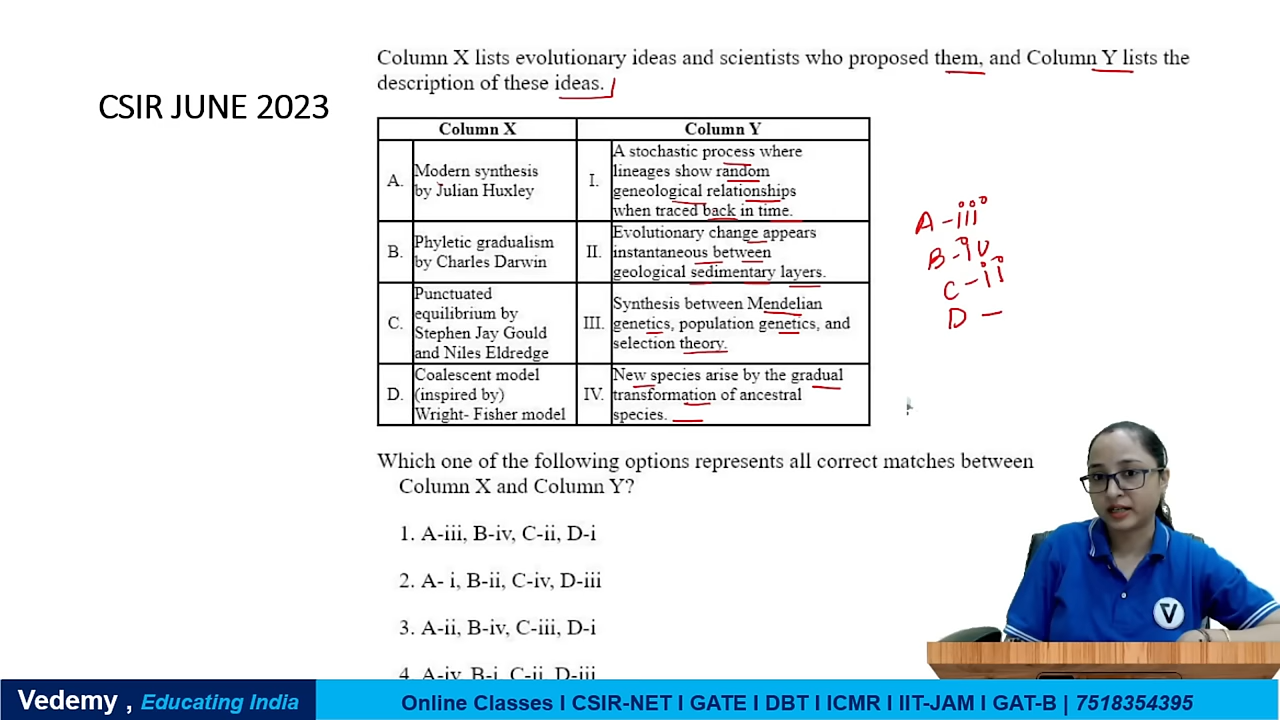 Column X lists evolutionary ideas and scientists who proposed them, and Column Y lists the
description of these ideas.
CSIR JUNE 2023
Column X
Column Y
A.
Modern synthesis
by Julian Huxley
I.
A stochastic process where
lineages show random
geneological relationships
when traced back in time.
B.
Phyletic gradualism
by Charles Darwin
II.
Evolutionary change appears
instantaneous between
geological sedimentary layers.
C.
Punctuated
equilibrium by
Stephen Jay Gould
and Niles Eldredge
III.
Synthesis between Mendelian
genetics, population genetics, and
selection theory.
D.
Coalescent model
(inspired by)
Wright- Fisher model
IV.
New species arise by the gradual
transformation of ancestral
species.
A - iii
B - iv
C - ii
D -
Which one of the following options represents all correct matches between
Column X and Column Y?
1. A-iii, B-iv, C-ii, D-i
2. A- i, B-ii, C-iv, D-iii
3. A-ii, B-iv, C-iii, D-i
4. A-iv, B-i, C-ii, D-iii
V
Vedemy , Educating India
Online Classes I CSIR-NET I GATE I DBT I ICMR I IIT-JAM I GAT-B | 7518354395